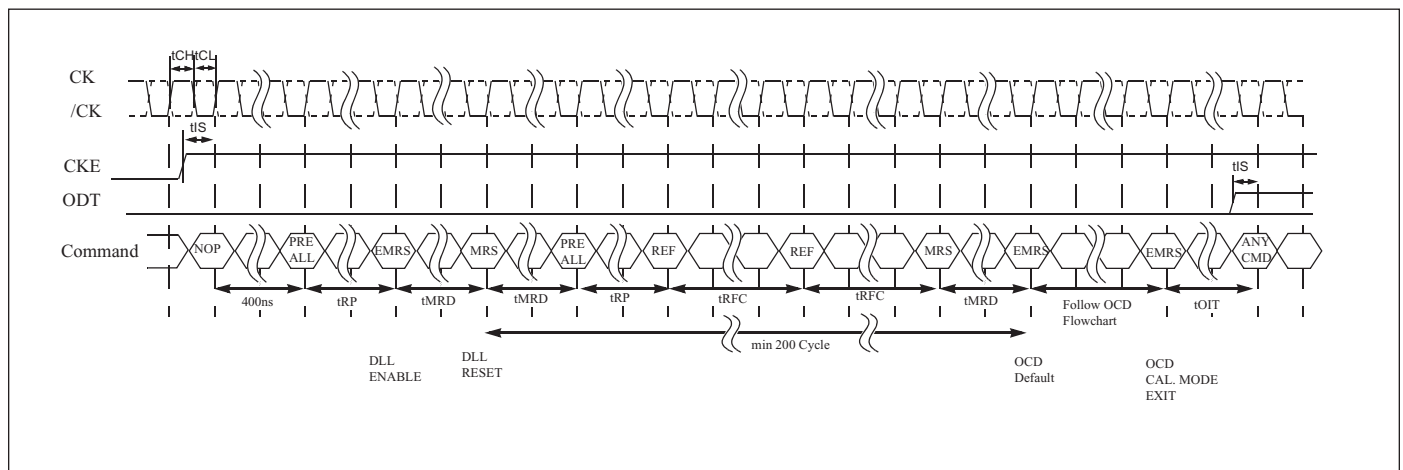 tCH tCL
CK
/CK
tIS
CKE
tIS
ODT
Command
NOP
PRE
ALL
EMRS
MRS
PRE
ALL
REF
REF
MRS
EMRS
EMRS
ANY
CMD
400ns
tRP
tMRD
tMRD
tRP
tRFC
tRFC
tMRD
Follow OCD
Flowchart
tOIT
min 200 Cycle
DLL
ENABLE
DLL
RESET
OCD
Default
OCD
CAL. MODE
EXIT